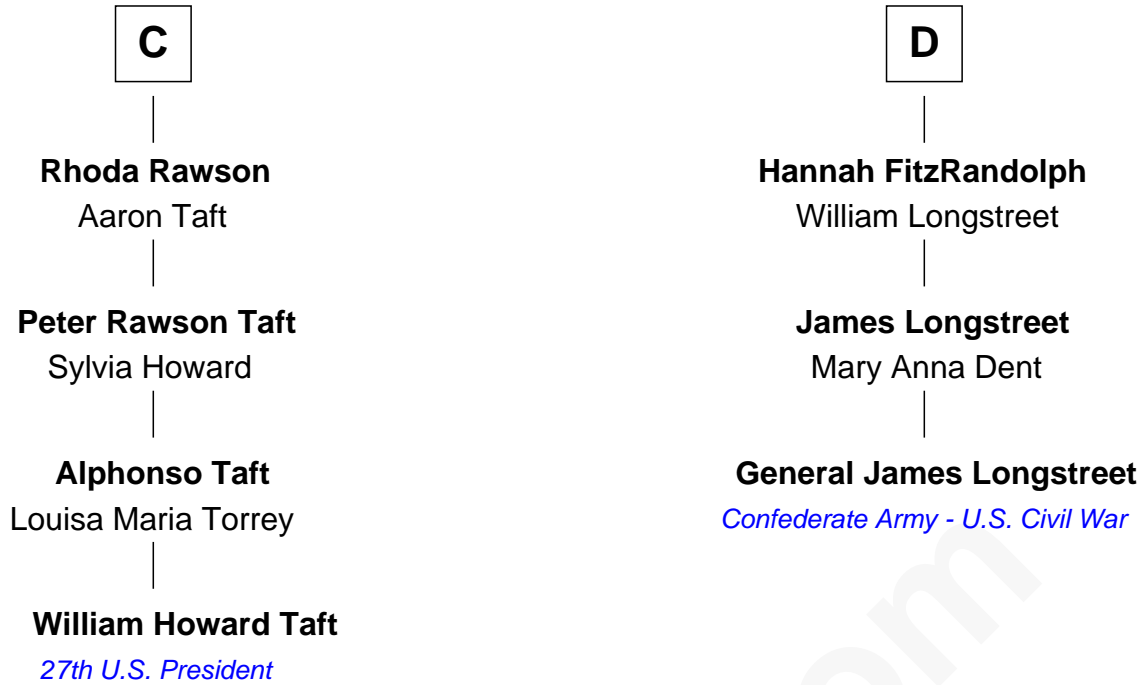 C
Rhoda Rawson
Aaron Taft
Peter Rawson Taft
Sylvia Howard
Alphonso Taft
Louisa Maria Torrey
William Howard Taft
27th U.S. President
D
Hannah FitzRandolph
William Longstreet
James Longstreet
Mary Anna Dent
General James Longstreet
Confederate Army - U.S. Civil War
om